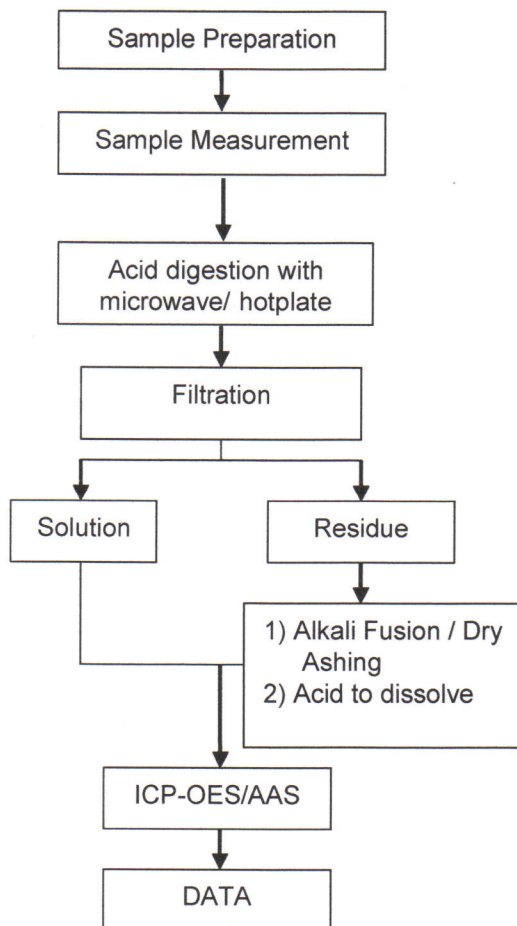 Sample Preparation
Sample Measurement
Acid digestion with
microwave/ hotplate
Filtration
Solution
Residue
1) Alkali Fusion / Dry
Ashing
2) Acid to dissolve
ICP-OES/AAS
DATA